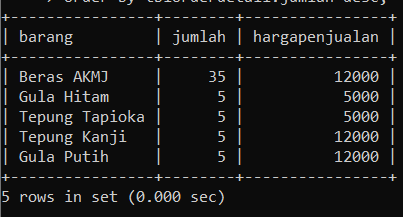 > order by tblorderdetail.jumlah desc;
+----------------+--------+----------------+
| barang         | jumlah | hargapenjualan |
+----------------+--------+----------------+
| Beras AKMJ     |     35 |          12000 |
| Gula Hitam     |      5 |           5000 |
| Tepung Tapioka |      5 |           5000 |
| Tepung Kanji   |      5 |          12000 |
| Gula Putih     |      5 |          12000 |
+----------------+--------+----------------+
5 rows in set (0.000 sec)